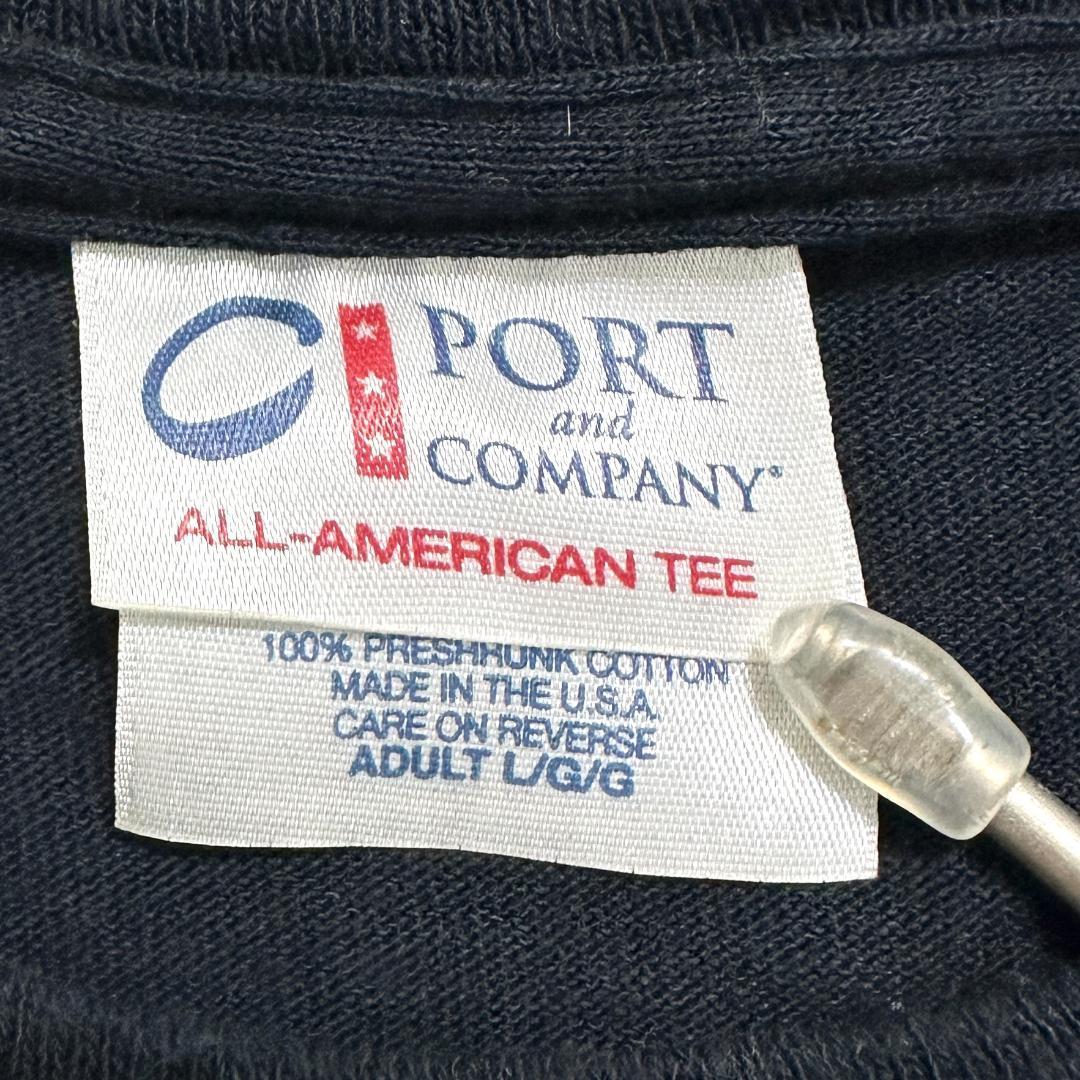 PORT
and
COMPANY®
ALL-AMERICAN TEE
100% PRESHRUNK COTTON
MADE IN THE U.S.A.
CARE ON REVERSE
ADULT L/G/G